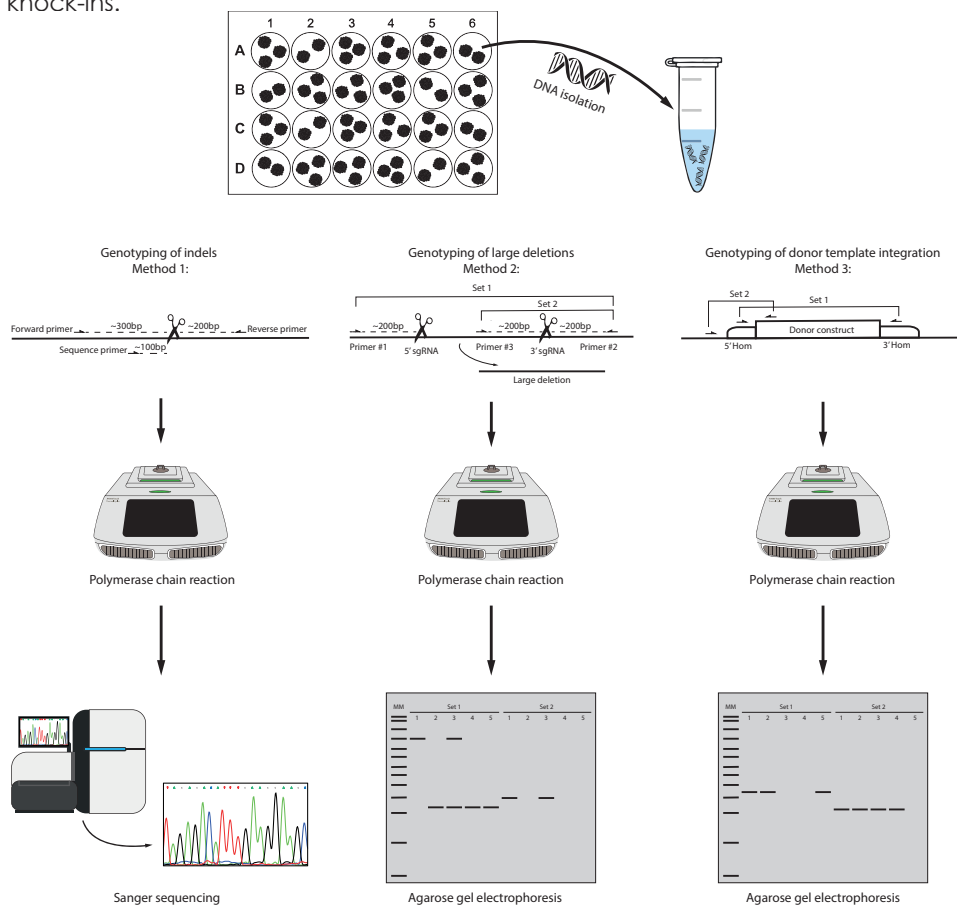 knock-ins.
1 2 3 4 5 6
A
B
C
D
DNA isolation
Genotyping of indels
Method 1:
Forward primer
~300bp
~200bp
Reverse primer
Sequence primer
~100bp
Polymerase chain reaction
Sanger sequencing
Genotyping of large deletions
Method 2:
Set 1
Set 2
~200bp
~200bp
~200bp
Primer #1
5' sgRNA
Primer #3
3' sgRNA
Primer #2
Large deletion
Polymerase chain reaction
MM
Set 1
Set 2
1 2 3 4 5 1 2 3 4 5
Agarose gel electrophoresis
Genotyping of donor template integration
Method 3:
Set 2
Set 1
Donor construct
5' Hom
3' Hom
Polymerase chain reaction
MM
Set 1
Set 2
1 2 3 4 5 1 2 3 4 5
Agarose gel electrophoresis